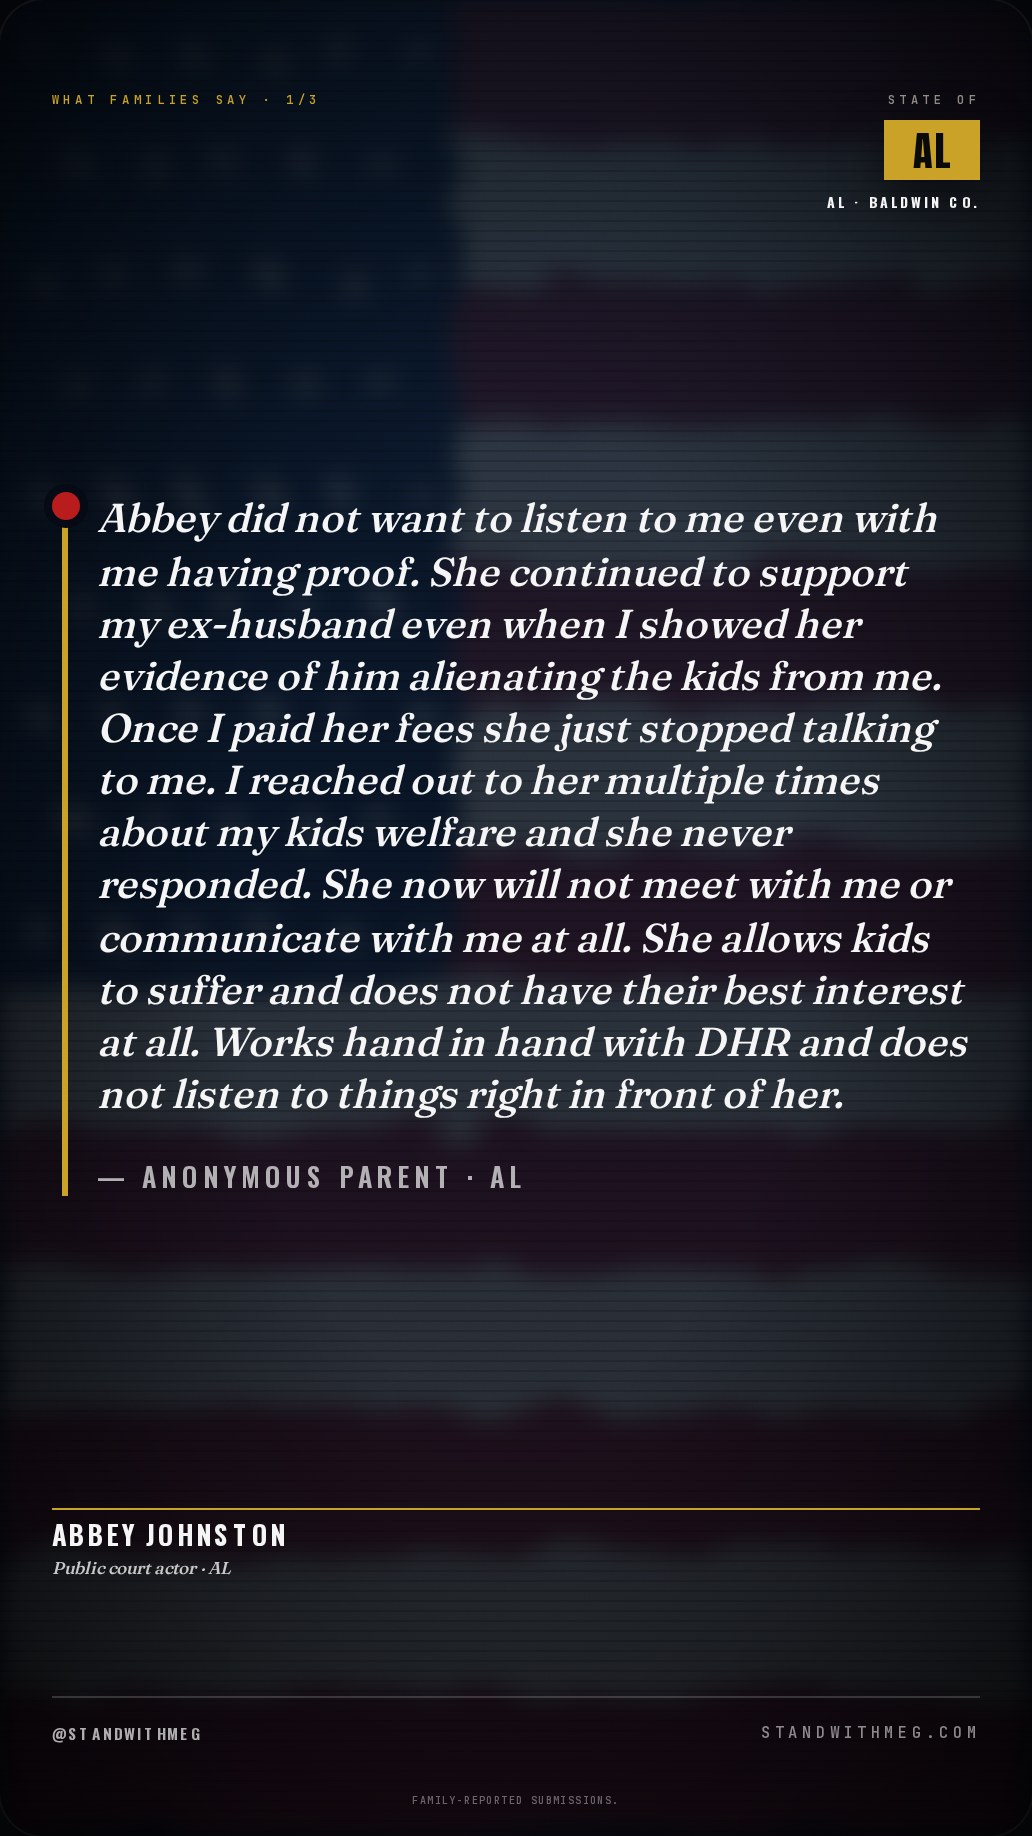 WHAT FAMILIES SAY · 1/3
STATE OF
AL
AL · BALDWIN CO.
Abbey did not want to listen to me even with
me having proof. She continued to support
my ex-husband even when I showed her
evidence of him alienating the kids from me.
Once I paid her fees she just stopped talking
to me. I reached out to her multiple times
about my kids welfare and she never
responded. She now will not meet with me or
communicate with me at all. She allows kids
to suffer and does not have their best interest
at all. Works hand in hand with DHR and does
not listen to things right in front of her.
— ANONYMOUS PARENT · AL
ABBEY JOHNSTON
Public court actor · AL
@STANDWITHMEG
STANDWITHMEG.COM
FAMILY-REPORTED SUBMISSIONS.